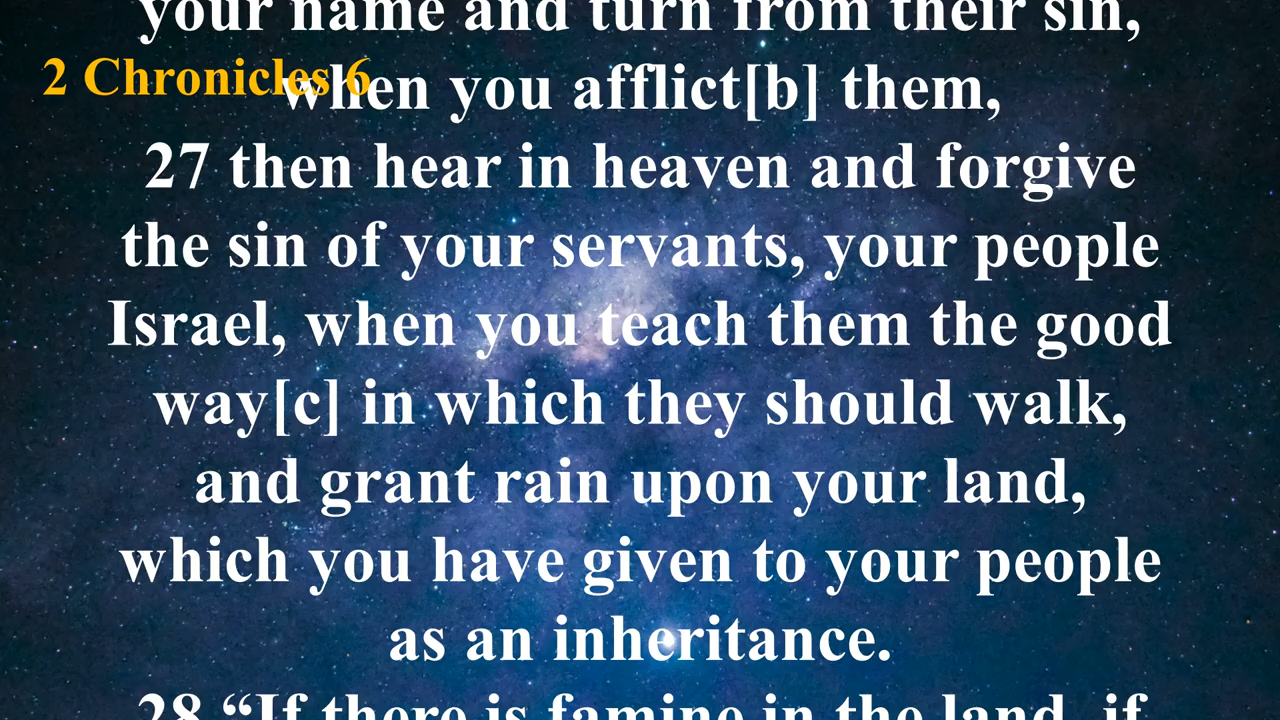 your name and turn from their sin,
2 Chronicles 6
when you afflict[b] them,
27 then hear in heaven and forgive
the sin of your servants, your people
Israel, when you teach them the good
way[c] in which they should walk,
and grant rain upon your land,
which you have given to your people
as an inheritance.
28 “If there is famine in the land, if